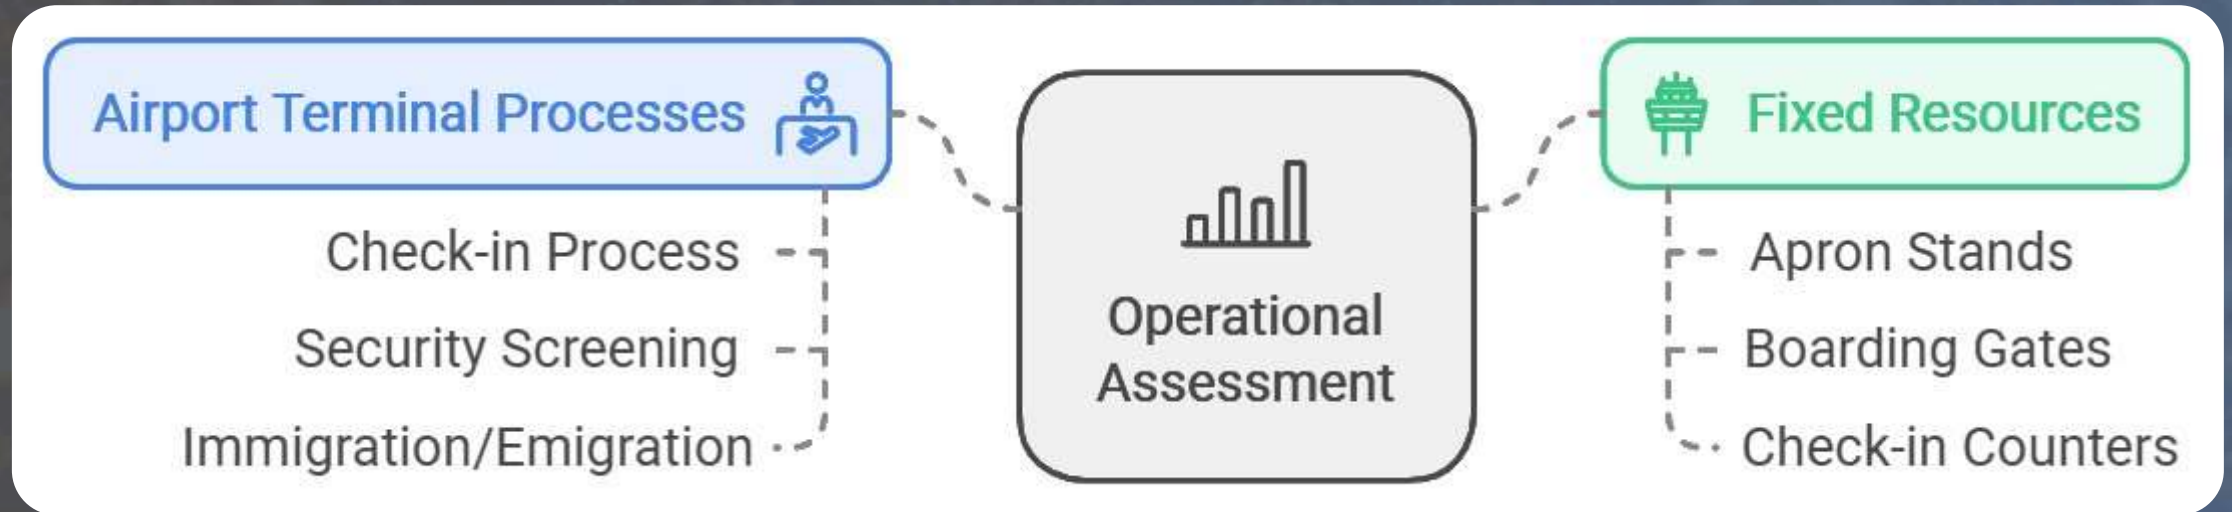 Airport Terminal Processes
Check-in Process
Security Screening
Immigration/Emigration
Operational
Assessment
Fixed Resources
Apron Stands
Boarding Gates
Check-in Counters